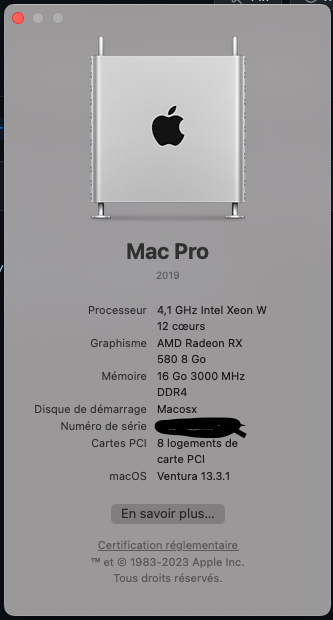 Mac Pro
2019
Processeur 4,1 GHz Intel Xeon W
12 cœurs
Graphisme AMD Radeon RX
580 8 Go
Mémoire 16 Go 3000 MHz
DDR4
Disque de démarrage Macosx
Numéro de série
Cartes PCI 8 logements de
carte PCI
macOS Ventura 13.3.1
En savoir plus...
Certification réglementaire
™ et © 1983-2023 Apple Inc.
Tous droits réservés.